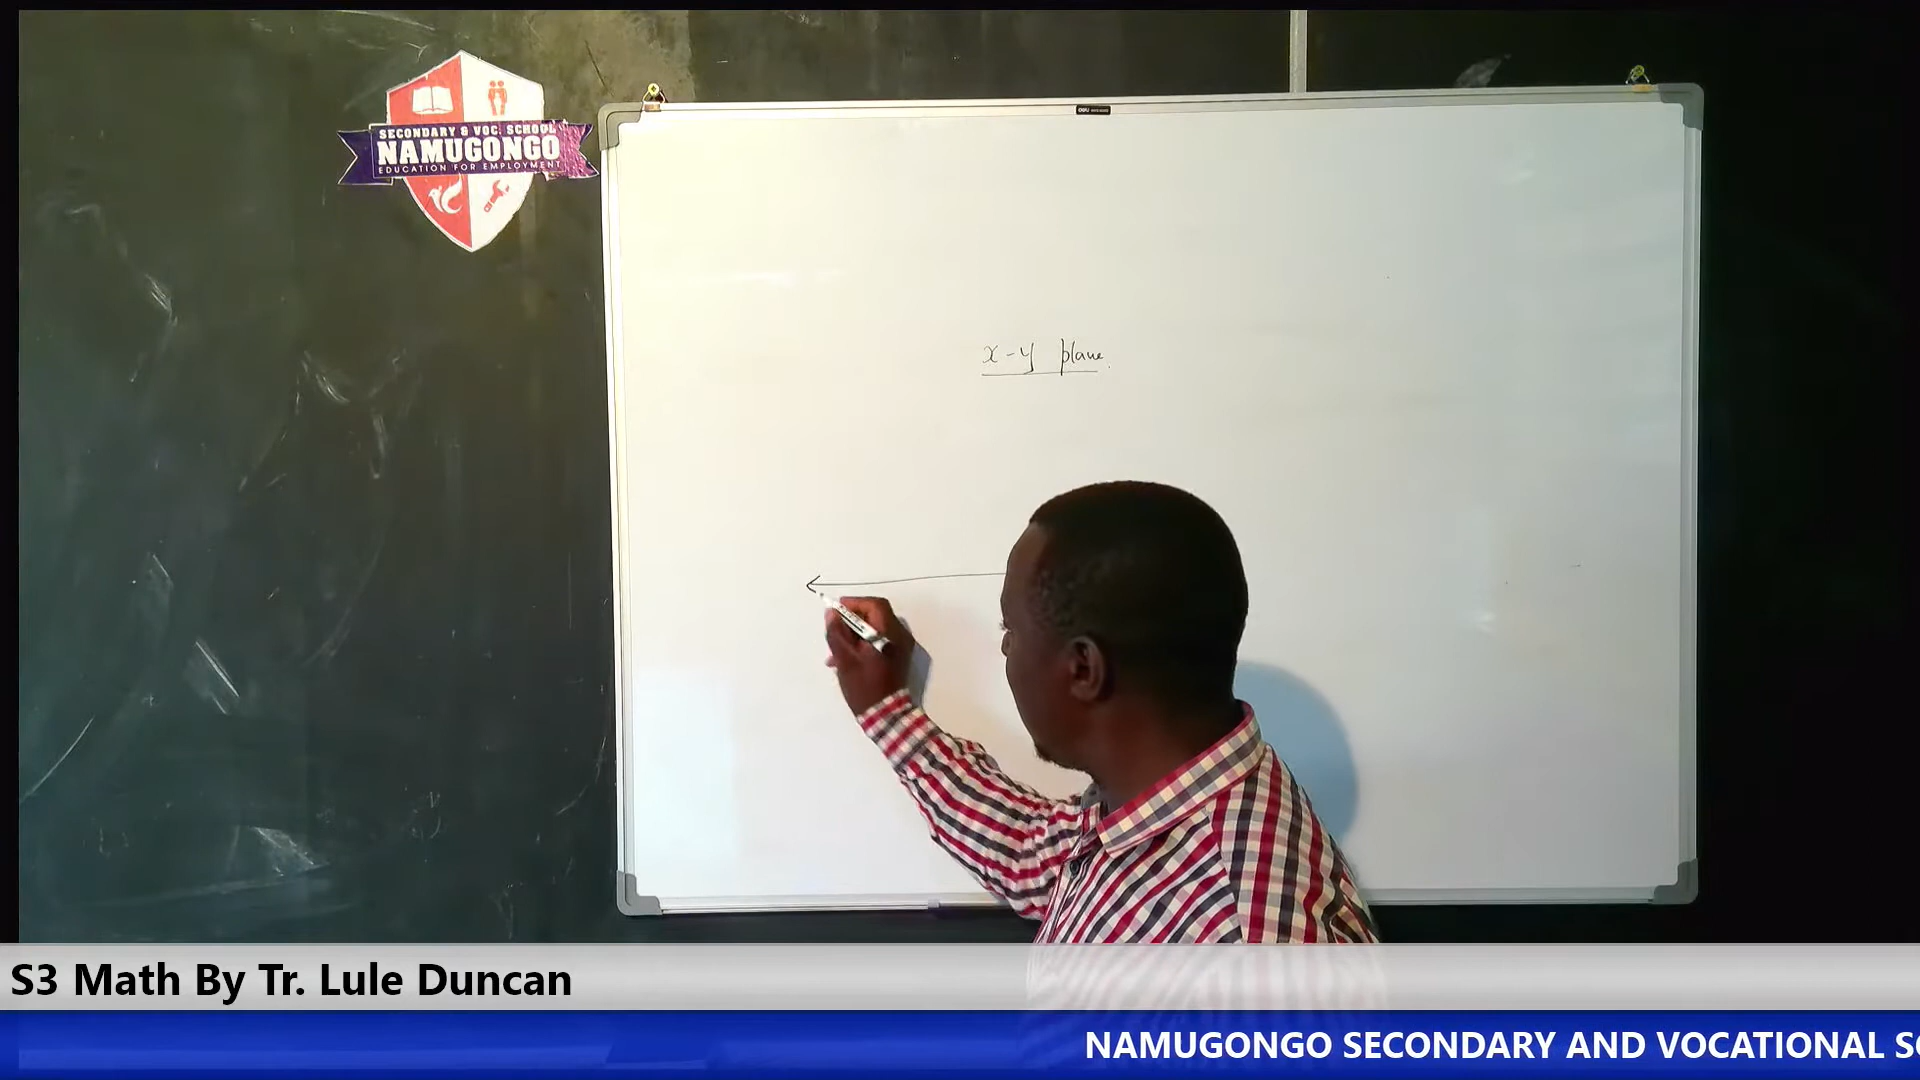 SECONDARY & VOC. SCHOOL
NAMUGONGO
EDUCATION FOR EMPLOYMENT
x-y plane.
S3 Math By Tr. Lule Duncan
NAMUGONGO SECONDARY AND VOCATIONAL